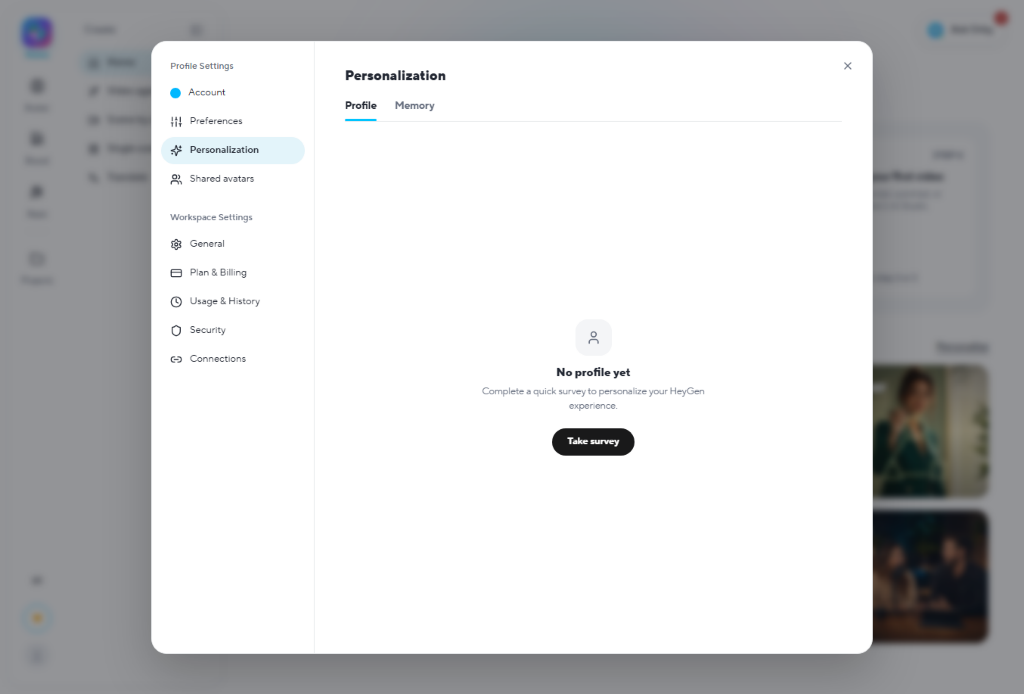 Profile Settings
Account
Preferences
Personalization
Shared avatars
Workspace Settings
General
Plan & Billing
Usage & History
Security
Connections
Personalization
Profile
Memory
No profile yet
Complete a quick survey to personalize your HeyGen
experience.
Take survey